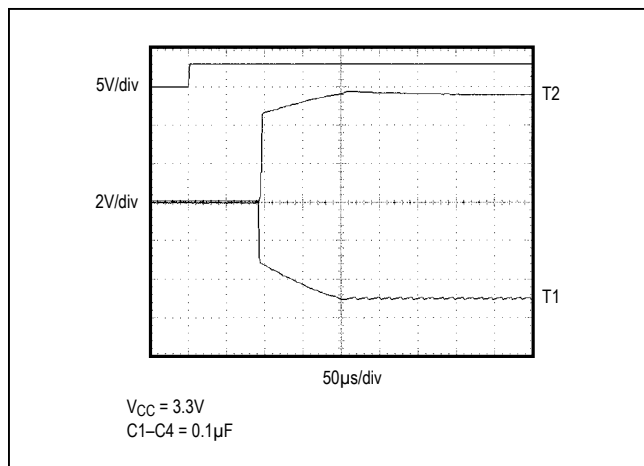 5V/div
T2
2V/div
T1
50µs/div
VCC = 3.3V
C1–C4 = 0.1µF